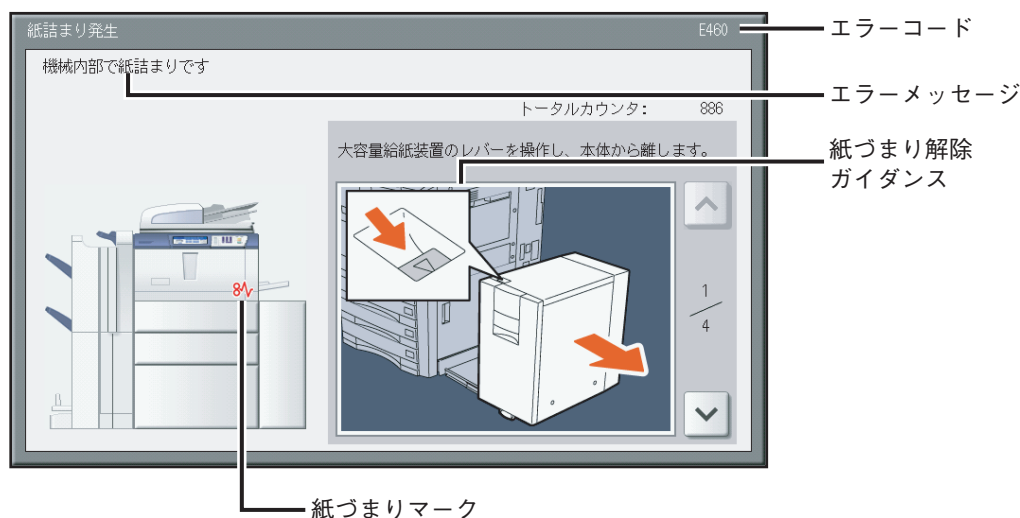 紙詰まり発生 E460
エラーコード
機械内部で紙詰まりです
エラーメッセージ
トータルカウンタ: 886
大容量給紙装置のレバーを操作し、本体から離します。
紙づまり解除
ガイダンス
1
4
紙づまりマーク